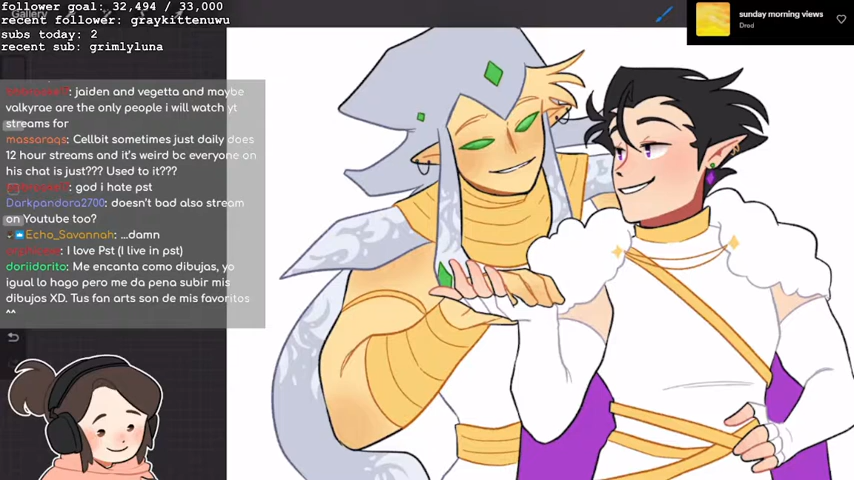 follower goal: 32,494 / 33,000
Gallery
recent follower: graykittenuwu
subs today: 2
recent sub: grimlyluna
sunday morning views
Drod
: jaiden and vegetta and maybe
valkyrae are the only people i will watch yt
streams for
massaraqs: Cellbit sometimes just daily does
12 hour streams and it's weird bc everyone on
his chat is just??? Used to it???
: god i hate pst
Darkpandora2700: doesn't bad also stream
on Youtube too?
Echo_Savannah: ...damn
: I love Pst (I live in pst)
doriidorito: Me encanta como dibujas, yo
igual lo hago pero me da pena subir mis
dibujos XD. Tus fan arts son de mis favoritos
^^